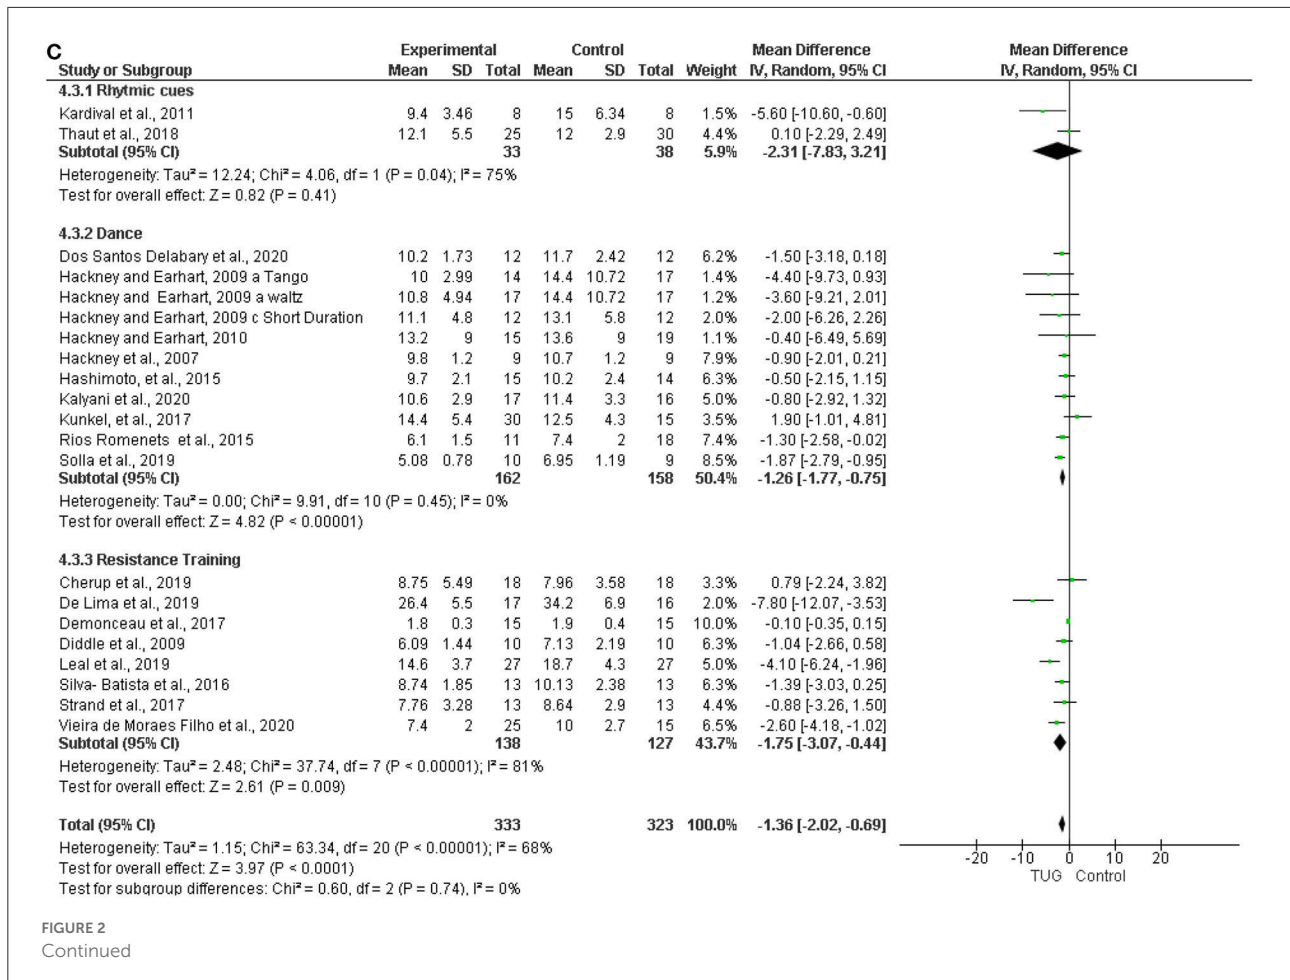 C
Experimental Control Mean Difference Mean Difference
Study or Subgroup Mean SD Total Mean SD Total Weight IV, Random, 95% CI IV, Random, 95% CI
4.3.1 Rhytmic cues
Kardival et al., 2011 9.4 3.46 8 15 6.34 8 1.5% -5.60 [-10.60, -0.60]
Thaut et al., 2018 12.1 5.5 25 12 2.9 30 4.4% 0.10 [-2.29, 2.49]
Subtotal (95% CI) 33 38 5.9% -2.31 [-7.83, 3.21]
Heterogeneity: Tau² = 12.24; Chi² = 4.06, df = 1 (P = 0.04); I² = 75%
Test for overall effect: Z = 0.82 (P = 0.41)
4.3.2 Dance
Dos Santos Delabary et al., 2020 10.2 1.73 12 11.7 2.42 12 6.2% -1.50 [-3.18, 0.18]
Hackney and Earhart, 2009 a Tango 10 2.99 14 14.4 10.72 17 1.4% -4.40 [-9.73, 0.93]
Hackney and Earhart, 2009 a waltz 10.8 4.94 17 14.4 10.72 17 1.2% -3.60 [-9.21, 2.01]
Hackney and Earhart, 2009 c Short Duration 11.1 4.8 12 13.1 5.8 12 2.0% -2.00 [-6.26, 2.26]
Hackney and Earhart, 2010 13.2 9 15 13.6 9 19 1.1% -0.40 [-6.49, 5.69]
Hackney et al., 2007 9.8 1.2 9 10.7 1.2 9 7.9% -0.90 [-2.01, 0.21]
Hashimoto, et al., 2015 9.7 2.1 15 10.2 2.4 14 6.3% -0.50 [-2.15, 1.15]
Kalyani et al., 2020 10.6 2.9 17 11.4 3.3 16 5.0% -0.80 [-2.92, 1.32]
Kunkel, et al., 2017 14.4 5.4 30 12.5 4.3 15 3.5% 1.90 [-1.01, 4.81]
Rios Romenets et al., 2015 6.1 1.5 11 7.4 2 18 7.4% -1.30 [-2.58, -0.02]
Solla et al., 2019 5.08 0.78 10 6.95 1.19 9 8.5% -1.87 [-2.79, -0.95]
Subtotal (95% CI) 162 158 50.4% -1.26 [-1.77, -0.75]
Heterogeneity: Tau² = 0.00; Chi² = 9.91, df = 10 (P = 0.45); I² = 0%
Test for overall effect: Z = 4.82 (P < 0.00001)
4.3.3 Resistance Training
Cherup et al., 2019 8.75 5.49 18 7.96 3.58 18 3.3% 0.79 [-2.24, 3.82]
De Lima et al., 2019 26.4 5.5 17 34.2 6.9 16 2.0% -7.80 [-12.07, -3.53]
Demonceau et al., 2017 1.8 0.3 15 1.9 0.4 15 10.0% -0.10 [-0.35, 0.15]
Diddle et al., 2009 6.09 1.44 10 7.13 2.19 10 6.3% -1.04 [-2.66, 0.58]
Leal et al., 2019 14.6 3.7 27 18.7 4.3 27 5.0% -4.10 [-6.24, -1.96]
Silva- Batista et al., 2016 8.74 1.85 13 10.13 2.38 13 6.3% -1.39 [-3.03, 0.25]
Strand et al., 2017 7.76 3.28 13 8.64 2.9 13 4.4% -0.88 [-3.26, 1.50]
Vieira de Moraes Filho et al., 2020 7.4 2 25 10 2.7 15 6.5% -2.60 [-4.18, -1.02]
Subtotal (95% CI) 138 127 43.7% -1.75 [-3.07, -0.44]
Heterogeneity: Tau² = 2.48; Chi² = 37.74, df = 7 (P < 0.00001); I² = 81%
Test for overall effect: Z = 2.61 (P = 0.009)
Total (95% CI) 333 323 100.0% -1.36 [-2.02, -0.69]
Heterogeneity: Tau² = 1.15; Chi² = 63.34, df = 20 (P < 0.00001); I² = 68%
Test for overall effect: Z = 3.97 (P < 0.0001)
Test for subgroup differences: Chi² = 0.60, df = 2 (P = 0.74), I² = 0%
-20 -10 0 10 20
TUG Control
FIGURE 2
Continued